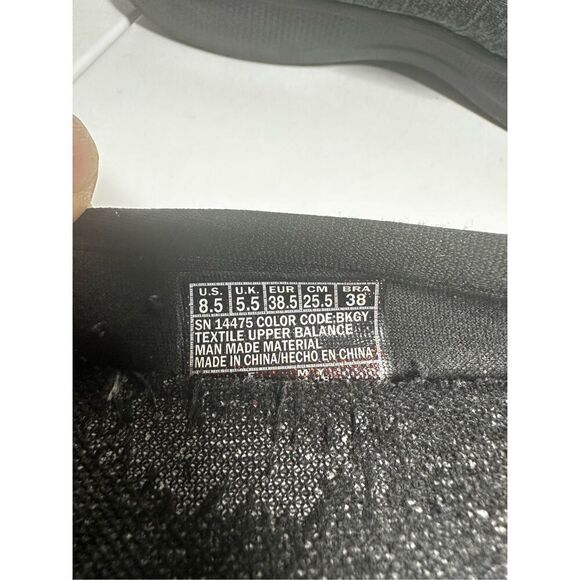 U.S. U.K. EUR CM BRA
8.5 5.5 38.5 25.5 38
SN 14475 COLOR CODE:BKGY
TEXTILE UPPER BALANCE
MAN MADE MATERIAL
MADE IN CHINA/HECHO EN CHINA